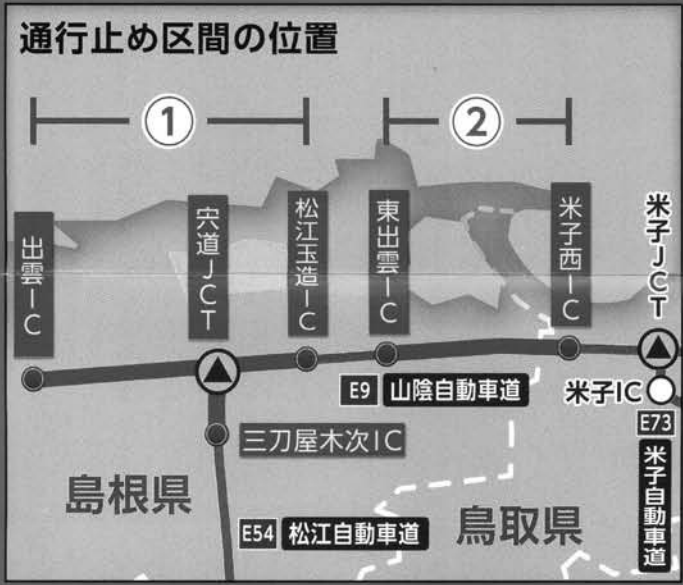 通行止め区間の位置
①
②
出雲IC
宍道JCT
松江玉造IC
東出雲IC
米子西IC
米子JCT
E9 山陰自動車道
米子IC
E73
米子自動車道
三刀屋木次IC
島根県
鳥取県
E54 松江自動車道